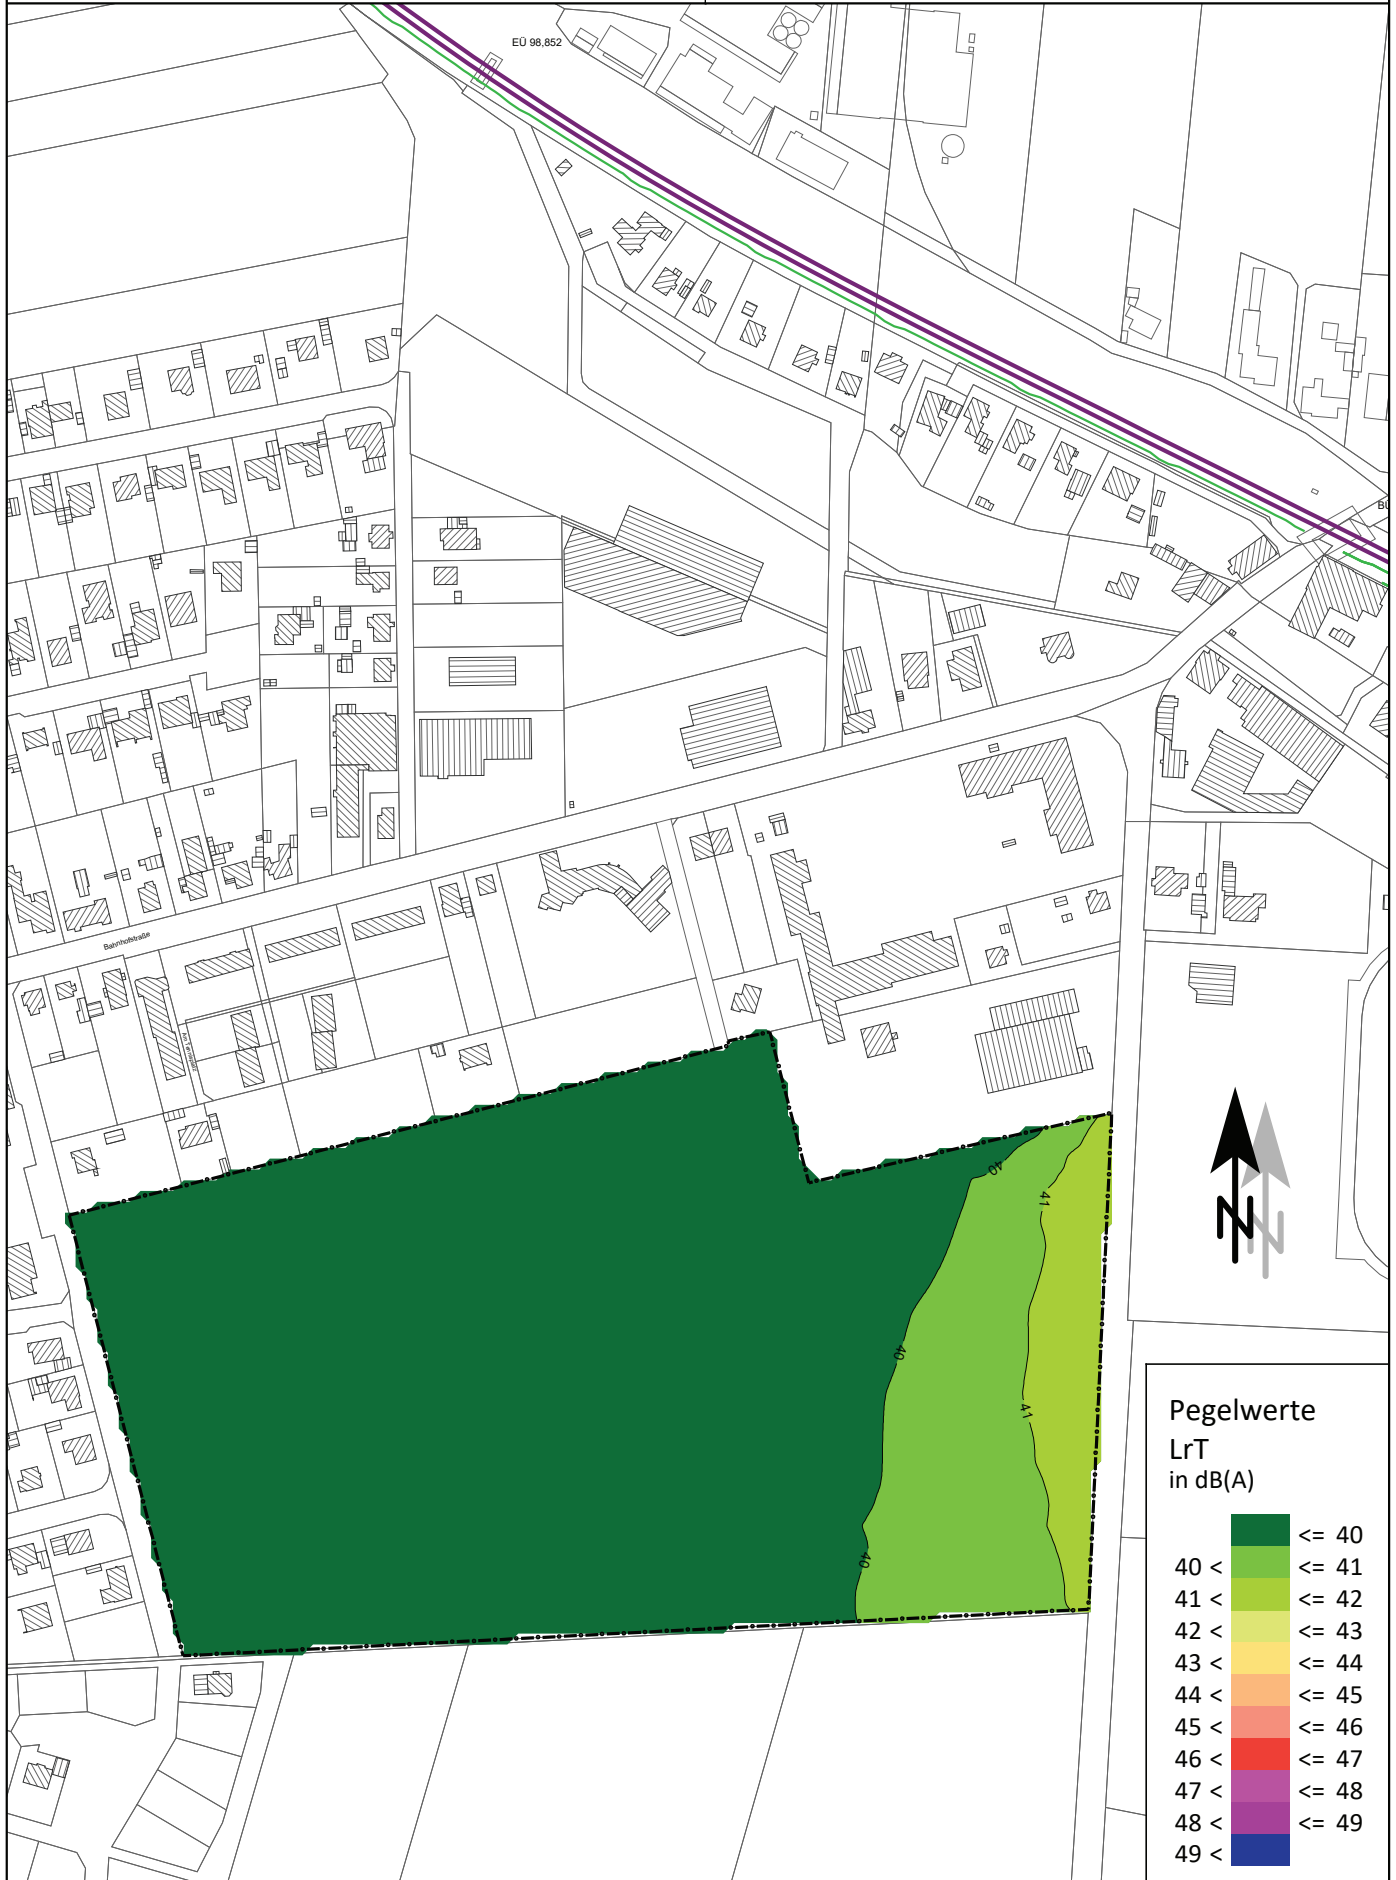 EÜ 98,852
BÜ
Bahnhofstraße
40
41
40
41
40
N
Pegelwerte
LrT
in dB(A)
<= 40
40 < <= 41
41 < <= 42
42 < <= 43
43 < <= 44
44 < <= 45
45 < <= 46
46 < <= 47
47 < <= 48
48 < <= 49
49 <